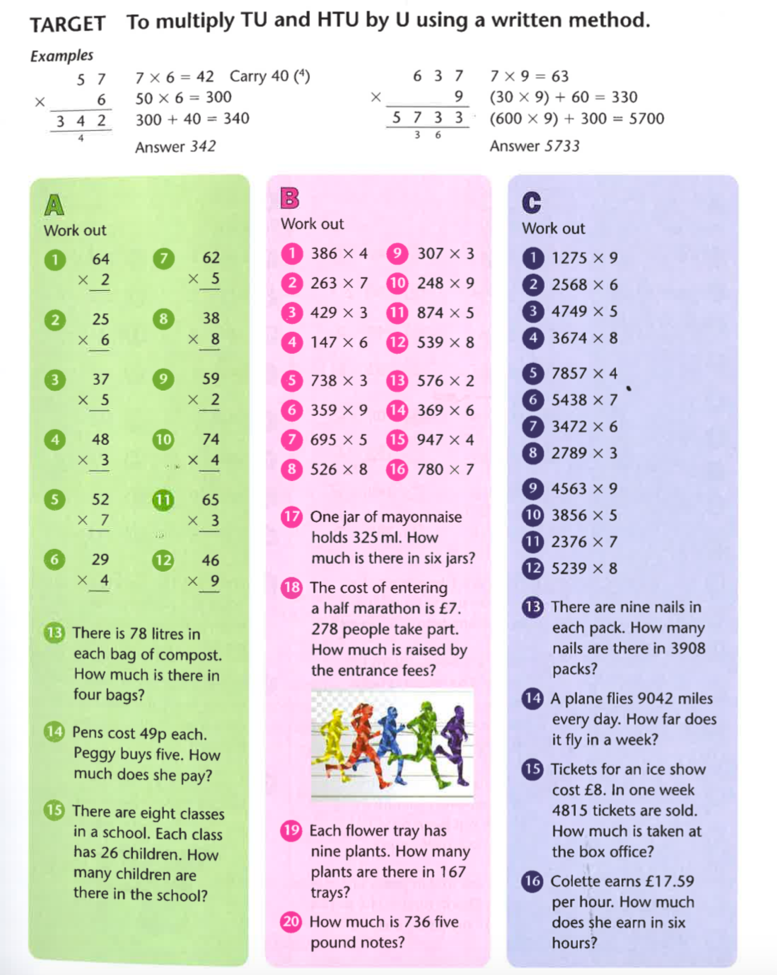 TARGET To multiply TU and HTU by U using a written method.
Examples
5 7
× 6
3 4 2
4
7 × 6 = 42 Carry 40 (⁴)
50 × 6 = 300
300 + 40 = 340
Answer 342
6 3 7
× 9
5 7 3 3
3 6
7 × 9 = 63
(30 × 9) + 60 = 330
(600 × 9) + 300 = 5700
Answer 5733
A
Work out
1 64
× 2
2 25
× 6
3 37
× 5
4 48
× 3
5 52
× 7
6 29
× 4
7 62
× 5
8 38
× 8
9 59
× 2
10 74
× 4
11 65
× 3
12 46
× 9
13 There is 78 litres in
each bag of compost.
How much is there in
four bags?
14 Pens cost 49p each.
Peggy buys five. How
much does she pay?
15 There are eight classes
in a school. Each class
has 26 children. How
many children are
there in the school?
B
Work out
1 386 × 4
2 263 × 7
3 429 × 3
4 147 × 6
5 738 × 3
6 359 × 9
7 695 × 5
8 526 × 8
9 307 × 3
10 248 × 9
11 874 × 5
12 539 × 8
13 576 × 2
14 369 × 6
15 947 × 4
16 780 × 7
17 One jar of mayonnaise
holds 325 ml. How
much is there in six jars?
18 The cost of entering
a half marathon is £7.
278 people take part.
How much is raised by
the entrance fees?
19 Each flower tray has
nine plants. How many
plants are there in 167
trays?
20 How much is 736 five
pound notes?
C
Work out
1 1275 × 9
2 2568 × 6
3 4749 × 5
4 3674 × 8
5 7857 × 4
6 5438 × 7
7 3472 × 6
8 2789 × 3
9 4563 × 9
10 3856 × 5
11 2376 × 7
12 5239 × 8
13 There are nine nails in
each pack. How many
nails are there in 3908
packs?
14 A plane flies 9042 miles
every day. How far does
it fly in a week?
15 Tickets for an ice show
cost £8. In one week
4815 tickets are sold.
How much is taken at
the box office?
16 Colette earns £17.59
per hour. How much
does she earn in six
hours?